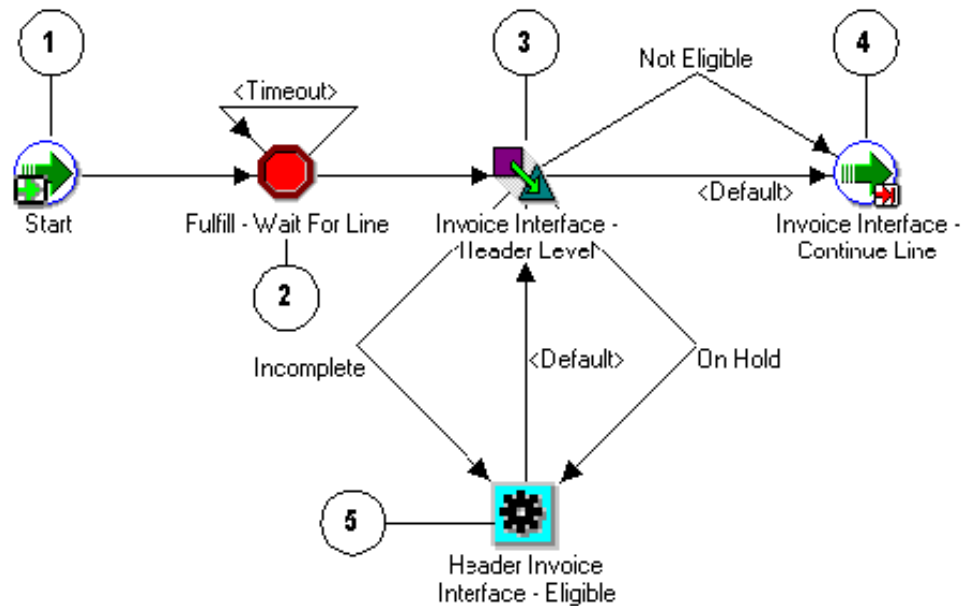 1
3
4
Not Eligible
<Timeout>
<Default>
Start
Fulfill - Wait For Line
Invoice Interface -
Header Level
Invoice Interface -
Continue Line
2
Incomplete
<Default>
On Hold
5
Header Invoice
Interface - Eligible